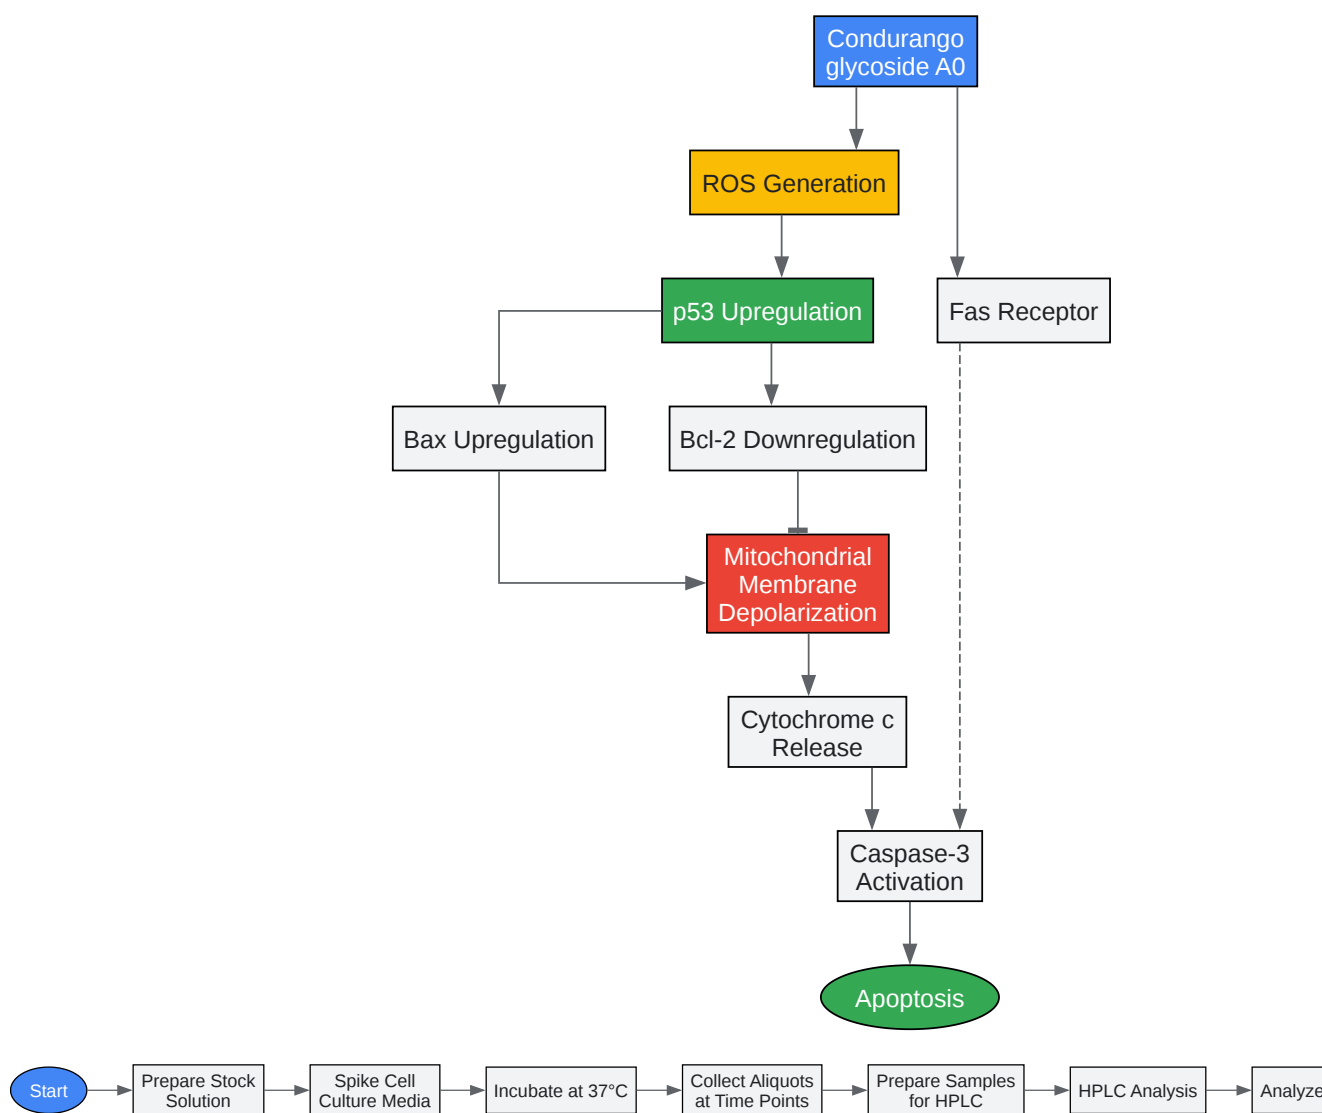 Condurango
glycoside A0
ROS Generation
p53 Upregulation
Fas Receptor
Bax Upregulation
Bcl-2 Downregulation
Mitochondrial
Membrane
Depolarization
Cytochrome c
Release
Caspase-3
Activation
Apoptosis
Start
Prepare Stock
Solution
Spike Cell
Culture Media
Incubate at 37°C
Collect Aliquots
at Time Points
Prepare Samples
for HPLC
HPLC Analysis
Analyze